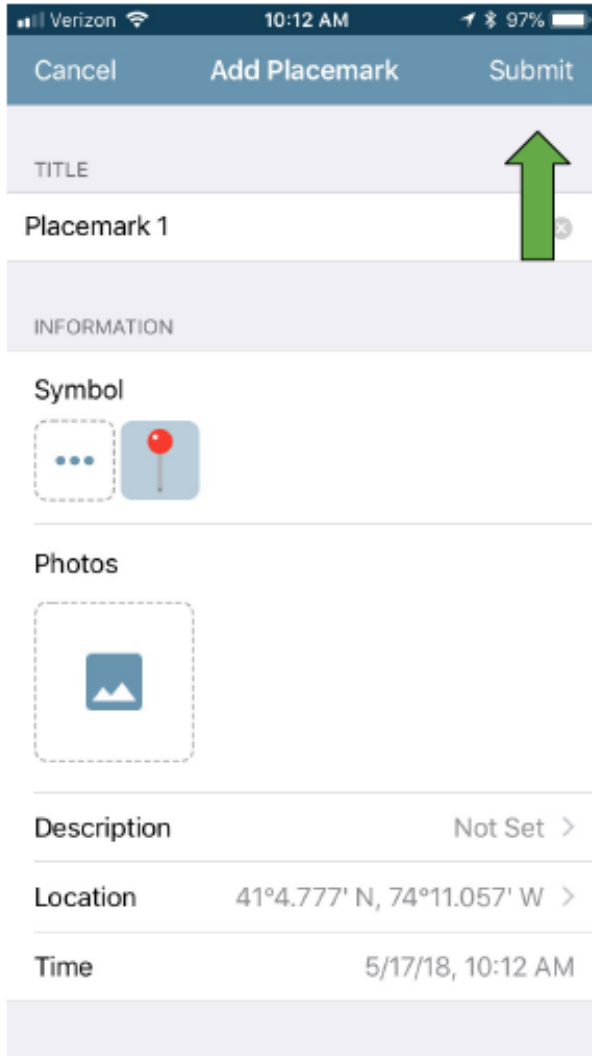 Verizon 10:12 AM 97%
Cancel Add Placemark Submit
TITLE
Placemark 1
INFORMATION
Symbol
Photos
Description Not Set >
Location 41°4.777' N, 74°11.057' W >
Time 5/17/18, 10:12 AM